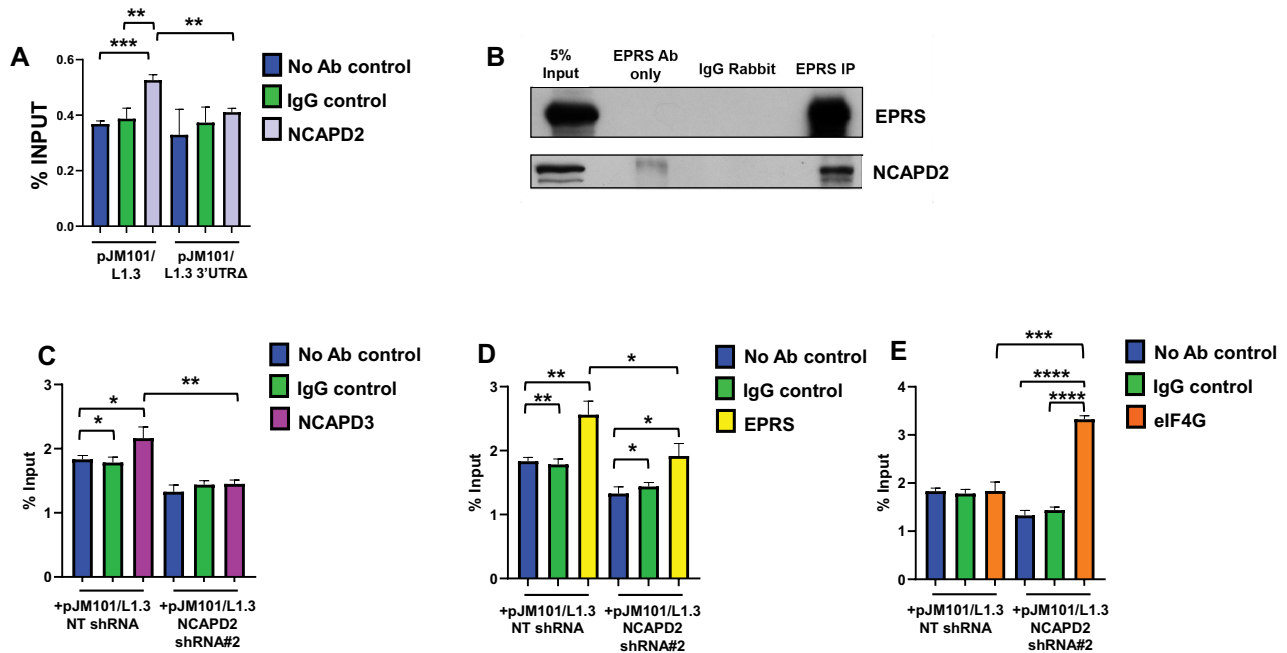 A
**
**
***
% INPUT
0.6
0.4
0.2
0.0
pJM101/
L1.3
pJM101/
L1.3 3'UTRΔ
No Ab control
IgG control
NCAPD2
B
5%
Input
EPRS Ab
only
IgG Rabbit
EPRS IP
EPRS
NCAPD2
C
No Ab control
IgG control
NCAPD3
**
*
*
% Input
3
2
1
0
+pJM101/L1.3
NT shRNA
+pJM101/L1.3
NCAPD2
shRNA#2
D
No Ab control
IgG control
EPRS
*
**
**
*
*
% Input
3
2
1
0
+pJM101/L1.3
NT shRNA
+pJM101/L1.3
NCAPD2
shRNA#2
E
No Ab control
IgG control
eIF4G
***
****
****
% Input
4
3
2
1
0
+pJM101/L1.3
NT shRNA
+pJM101/L1.3
NCAPD2
shRNA#2